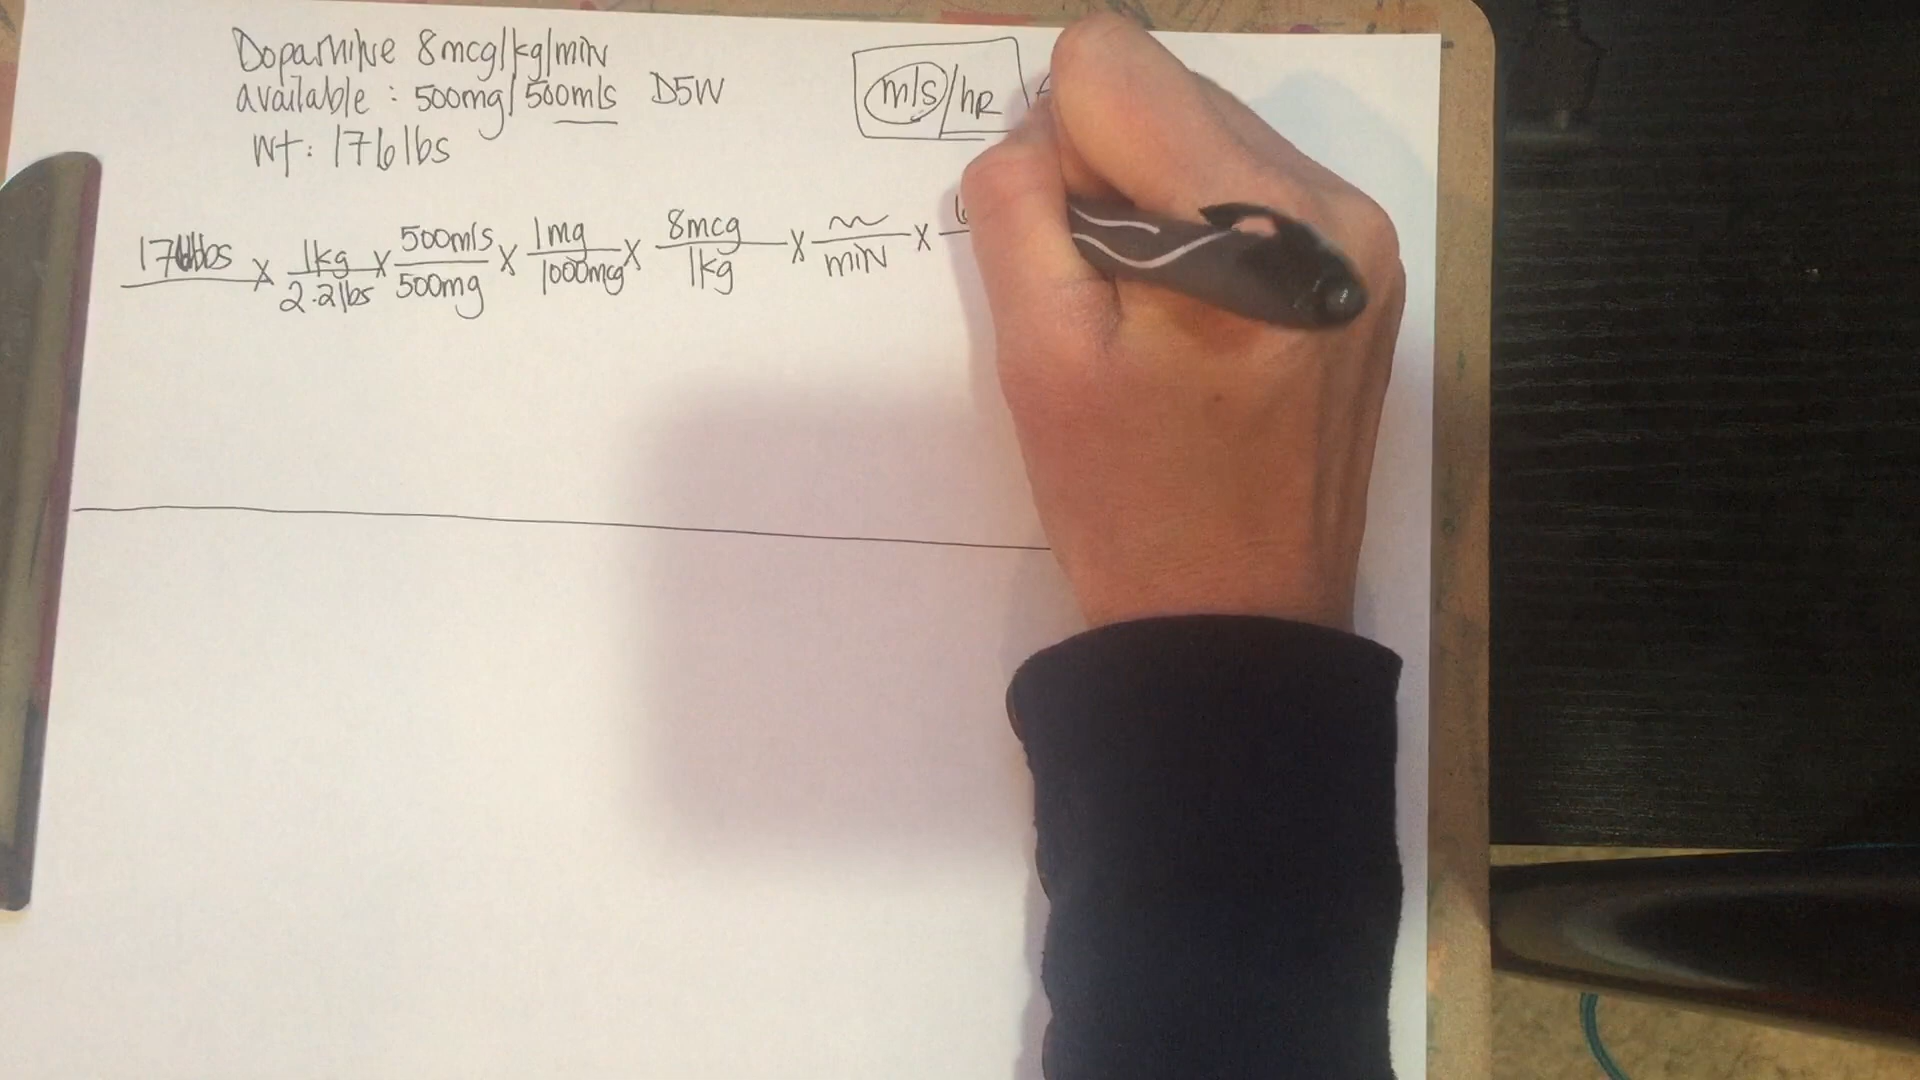 Dopamine 8mcg/kg/min
available : 500mg/500mls D5W
mls/hR
wt: 176lbs
176lbs x 1kg/2.2lbs x 500mls/500mg x 1mg/1000mcg x 8mcg/1kg x /min x